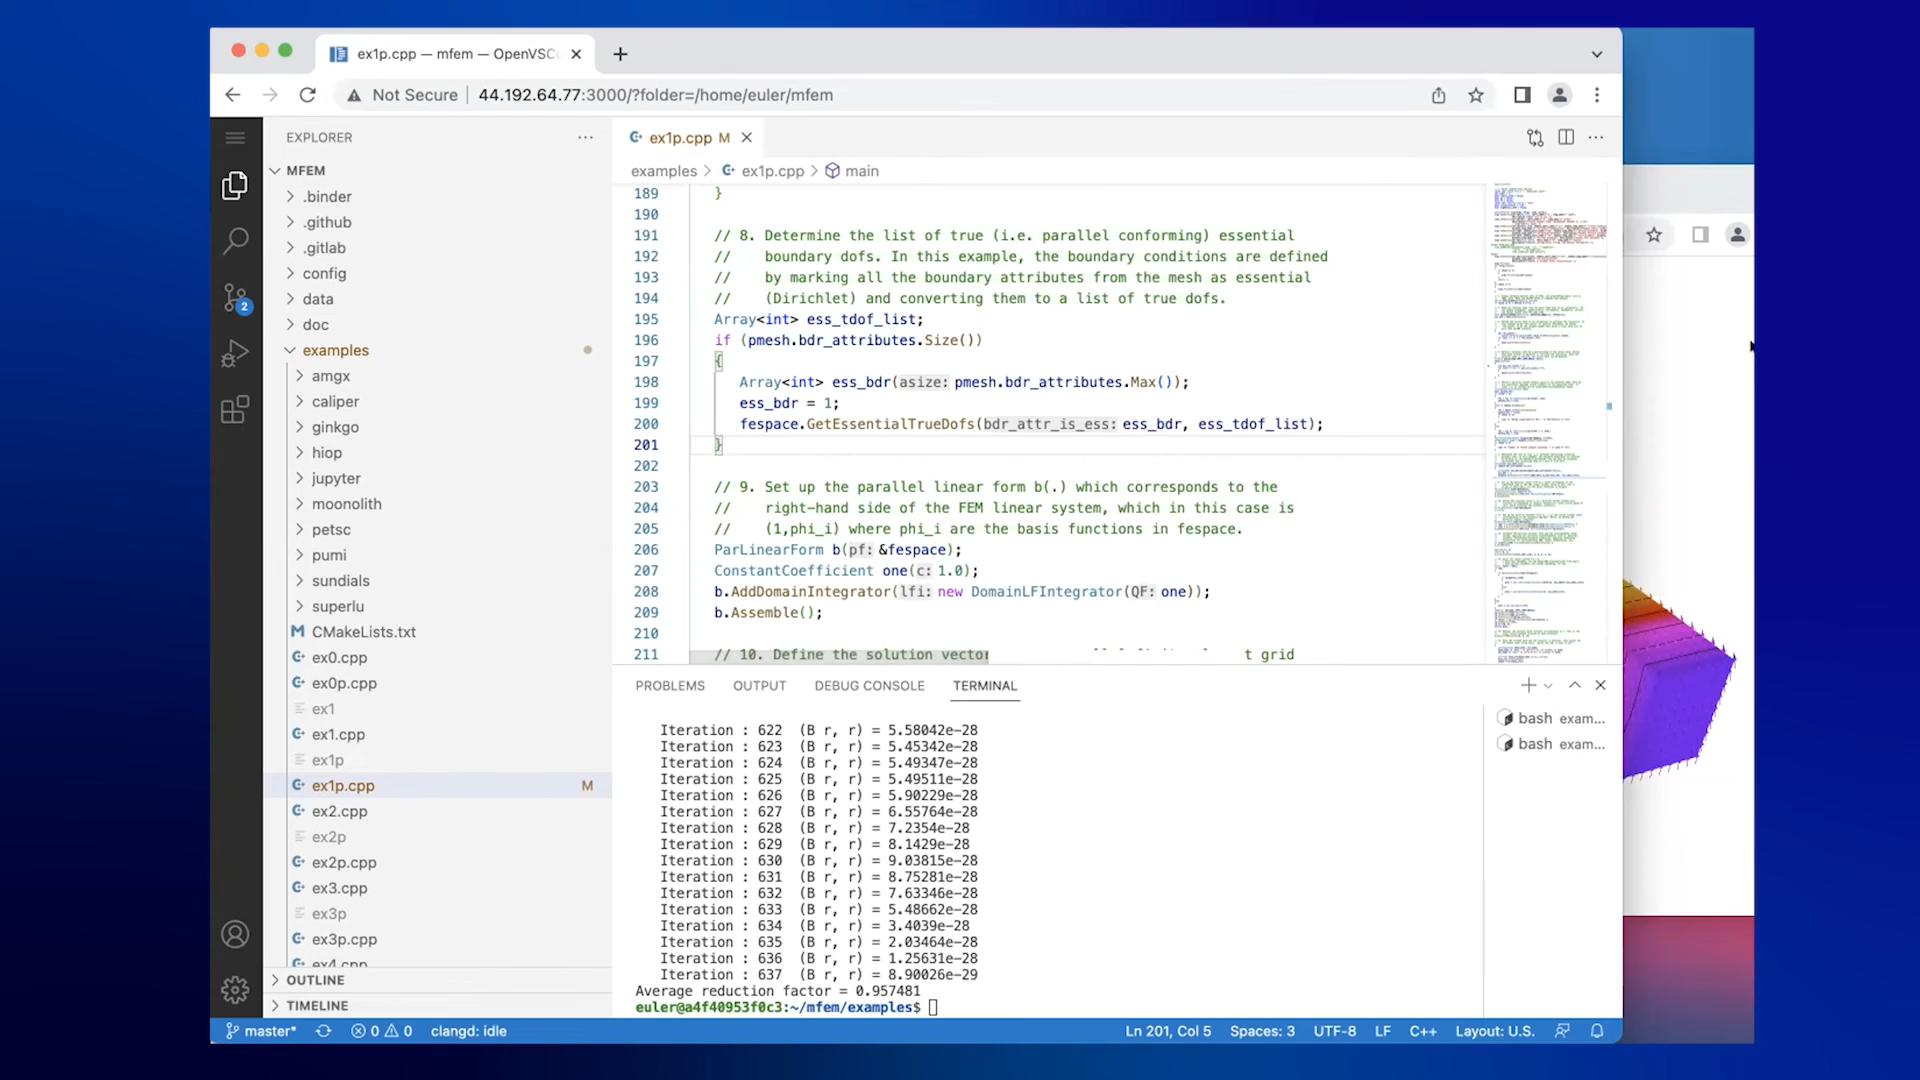 ex1p.cpp — mfem — OpenVSC
Not Secure
44.192.64.77:3000/?folder=/home/euler/mfem
EXPLORER
MFEM
.binder
.github
.gitlab
config
data
doc
examples
amgx
caliper
ginkgo
hiop
jupyter
moonolith
petsc
pumi
sundials
superlu
CMakeLists.txt
ex0.cpp
ex0p.cpp
ex1
ex1.cpp
ex1p
ex1p.cpp M
ex2.cpp
ex2p
ex2p.cpp
ex3.cpp
ex3p
ex3p.cpp
ex4.cpp
OUTLINE
TIMELINE
2
ex1p.cpp M
examples > ex1p.cpp > main
189 }
190
191 // 8. Determine the list of true (i.e. parallel conforming) essential
192 // boundary dofs. In this example, the boundary conditions are defined
193 // by marking all the boundary attributes from the mesh as essential
194 // (Dirichlet) and converting them to a list of true dofs.
195 Array<int> ess_tdof_list;
196 if (pmesh.bdr_attributes.Size())
197 {
198 Array<int> ess_bdr(asize: pmesh.bdr_attributes.Max());
199 ess_bdr = 1;
200 fespace.GetEssentialTrueDofs(bdr_attr_is_ess: ess_bdr, ess_tdof_list);
201 }
202
203 // 9. Set up the parallel linear form b(.) which corresponds to the
204 // right-hand side of the FEM linear system, which in this case is
205 // (1,phi_i) where phi_i are the basis functions in fespace.
206 ParLinearForm b(pf: &fespace);
207 ConstantCoefficient one(c: 1.0);
208 b.AddDomainIntegrator(lfi: new DomainLFIntegrator(QF: one));
209 b.Assemble();
210
211 // 10. Define the solution vector t grid
PROBLEMS OUTPUT DEBUG CONSOLE TERMINAL
Iteration : 622 (B r, r) = 5.58042e-28
Iteration : 623 (B r, r) = 5.45342e-28
Iteration : 624 (B r, r) = 5.49347e-28
Iteration : 625 (B r, r) = 5.49511e-28
Iteration : 626 (B r, r) = 5.90229e-28
Iteration : 627 (B r, r) = 6.55764e-28
Iteration : 628 (B r, r) = 7.2354e-28
Iteration : 629 (B r, r) = 8.1429e-28
Iteration : 630 (B r, r) = 9.03815e-28
Iteration : 631 (B r, r) = 8.75281e-28
Iteration : 632 (B r, r) = 7.63346e-28
Iteration : 633 (B r, r) = 5.48662e-28
Iteration : 634 (B r, r) = 3.4039e-28
Iteration : 635 (B r, r) = 2.03464e-28
Iteration : 636 (B r, r) = 1.25631e-28
Iteration : 637 (B r, r) = 8.90026e-29
Average reduction factor = 0.957481
euler@a4f40953f0c3:~/mfem/examples$
bash exam...
bash exam...
master* 0 0 clangd: idle
Ln 201, Col 5 Spaces: 3 UTF-8 LF C++ Layout: U.S.